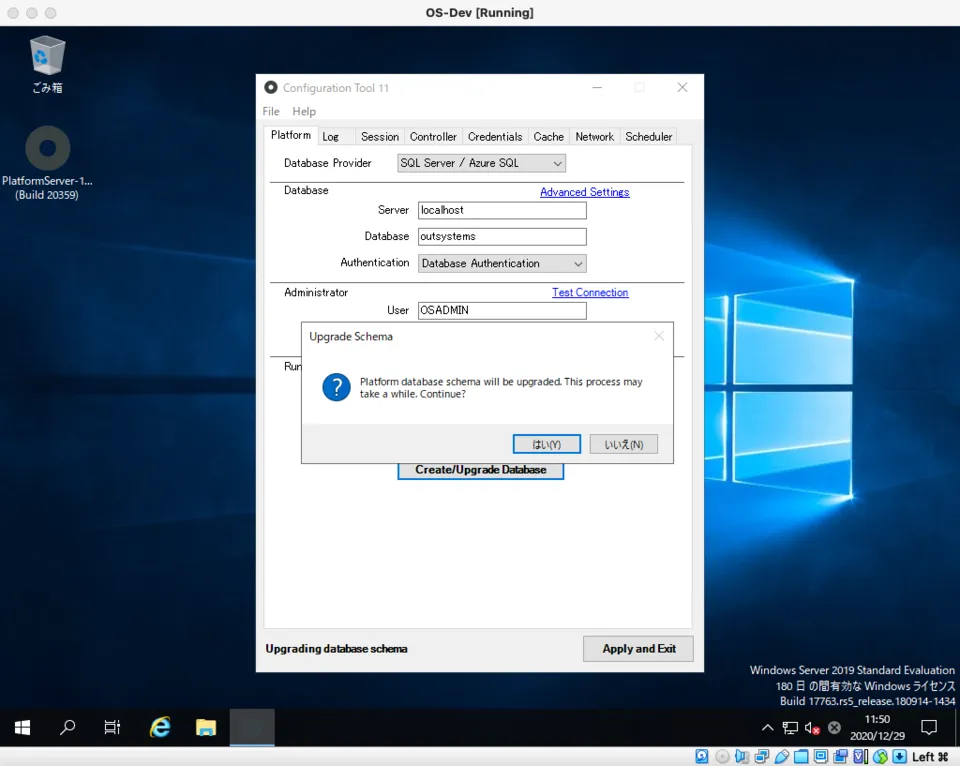 OS-Dev [Running]
ごみ箱
PlatformServer-1...
(Build 20359)
Configuration Tool 11
File Help
Platform Log Session Controller Credentials Cache Network Scheduler
Database Provider SQL Server / Azure SQL
Database Advanced Settings
Server localhost
Database outsystems
Authentication Database Authentication
Administrator Test Connection
User OSADMIN
Run
Upgrade Schema
Platform database schema will be upgraded. This process may
take a while. Continue?
はい(Y) いいえ(N)
Create/Upgrade Database
Upgrading database schema Apply and Exit
Windows Server 2019 Standard Evaluation
180 日 の間有効な Windows ライセンス
Build 17763.rs5_release.180914-1434
11:50
2020/12/29
Left ⌘